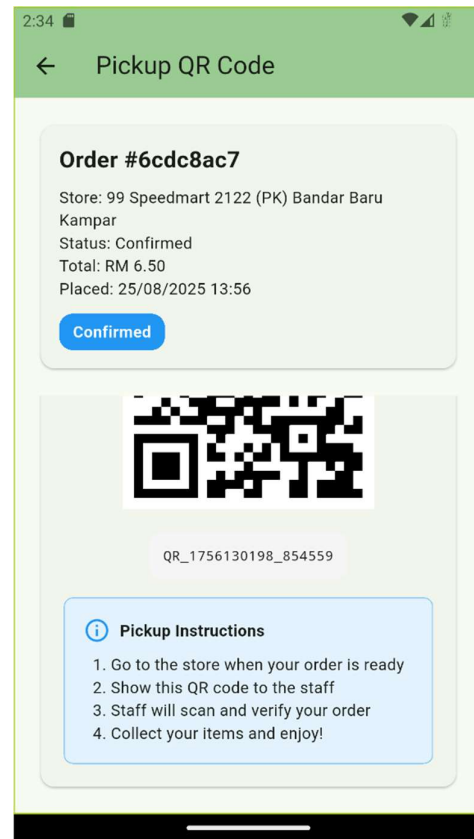 2:34
Pickup QR Code
Order #6cdc8ac7
Store: 99 Speedmart 2122 (PK) Bandar Baru
Kampar
Status: Confirmed
Total: RM 6.50
Placed: 25/08/2025 13:56
Confirmed
QR_1756130198_854559
Pickup Instructions
1. Go to the store when your order is ready
2. Show this QR code to the staff
3. Staff will scan and verify your order
4. Collect your items and enjoy!